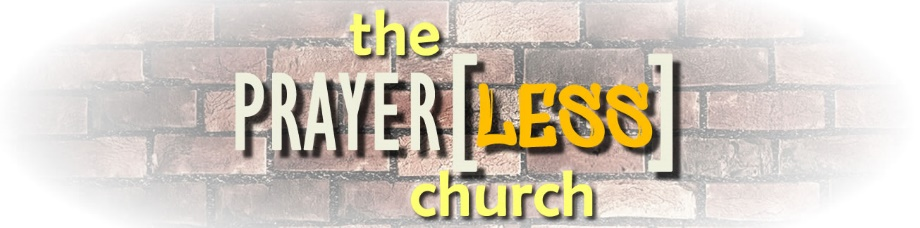 the
PRAYER[LESS]
church